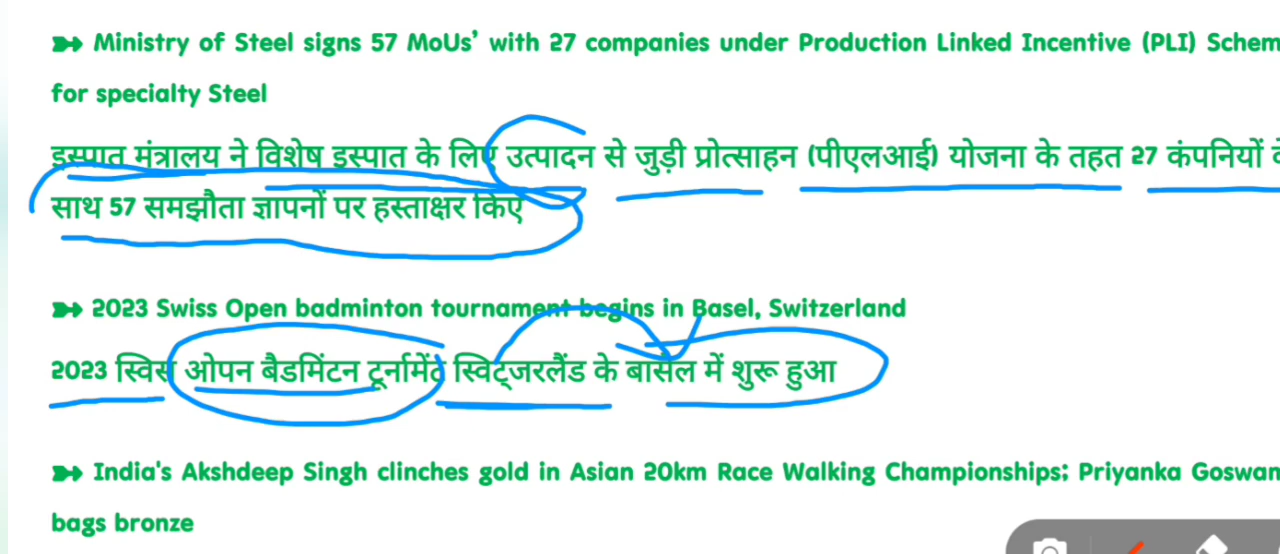 Ministry of Steel signs 57 MoUs’ with 27 companies under Production Linked Incentive (PLI) Schem
for specialty Steel
इस्पात मंत्रालय ने विशेष इस्पात के लिए उत्पादन से जुड़ी प्रोत्साहन (पीएलआई) योजना के तहत 27 कंपनियों के
साथ 57 समझौता ज्ञापनों पर हस्ताक्षर किए
2023 Swiss Open badminton tournament begins in Basel, Switzerland
2023 स्विस ओपन बैडमिंटन टूर्नामेंट स्विट्जरलैंड के बासेल में शुरू हुआ
India's Akshdeep Singh clinches gold in Asian 20km Race Walking Championships; Priyanka Goswam
bags bronze